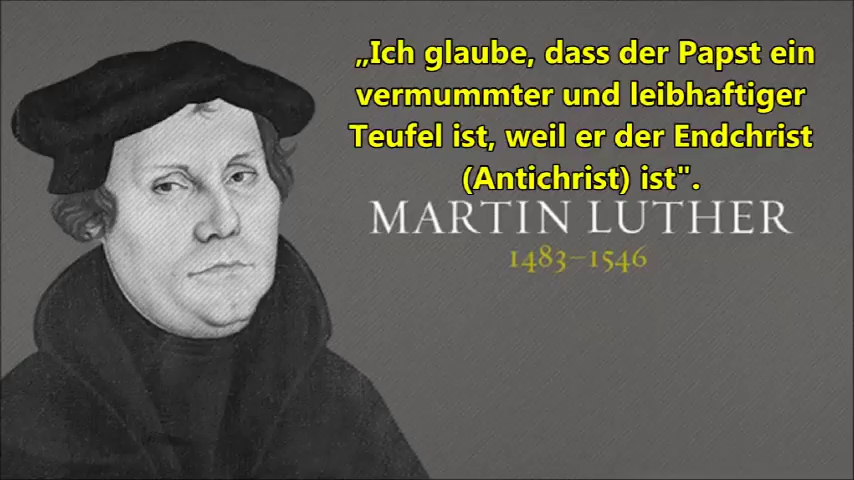 „Ich glaube, dass der Papst ein
vermummter und leibhaftiger
Teufel ist, weil er der Endchrist
(Antichrist) ist".
MARTIN LUTHER
1483–1546